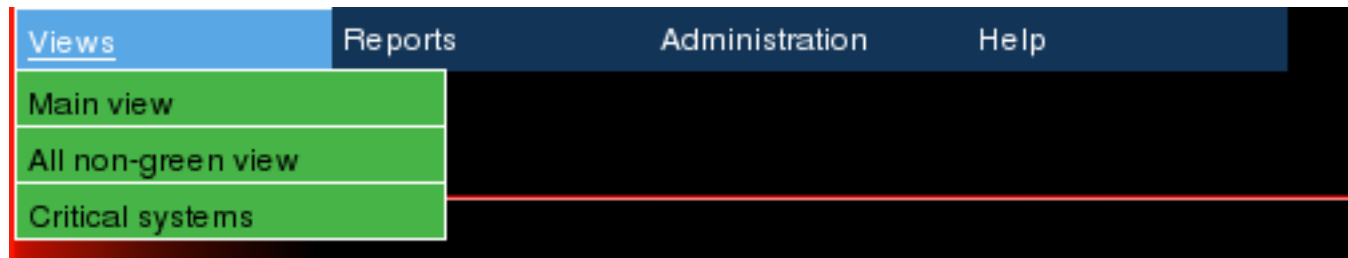 Views Reports Administration Help
Main view
All non-green view
Critical systems